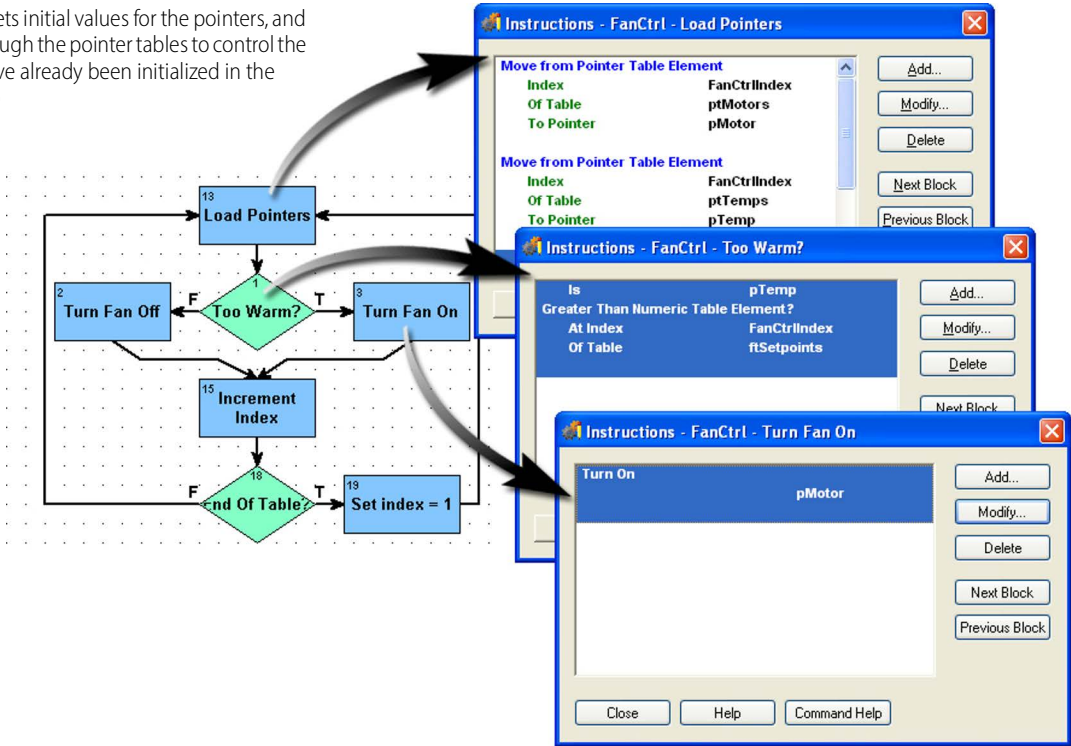 ets initial values for the pointers, and
ugh the pointer tables to control the
ve already been initialized in the
Instructions - FanCtrl - Load Pointers
Move from Pointer Table Element
Index FanCtrlIndex
Of Table ptMotors
To Pointer pMotor
Move from Pointer Table Element
Index FanCtrlIndex
Of Table ptTemps
To Pointer pTemp
Add...
Modify...
Delete
Next Block
Previous Block
13
Load Pointers
1
Too Warm?
F
T
2
Turn Fan Off
3
Turn Fan On
15
Increment
Index
18
End Of Table?
F
T
19
Set index = 1
Instructions - FanCtrl - Too Warm?
Is pTemp
Greater Than Numeric Table Element?
At Index FanCtrlIndex
Of Table ftSetpoints
Add...
Modify...
Delete
Next Block
Instructions - FanCtrl - Turn Fan On
Turn On
pMotor
Add...
Modify...
Delete
Next Block
Previous Block
Close Help Command Help